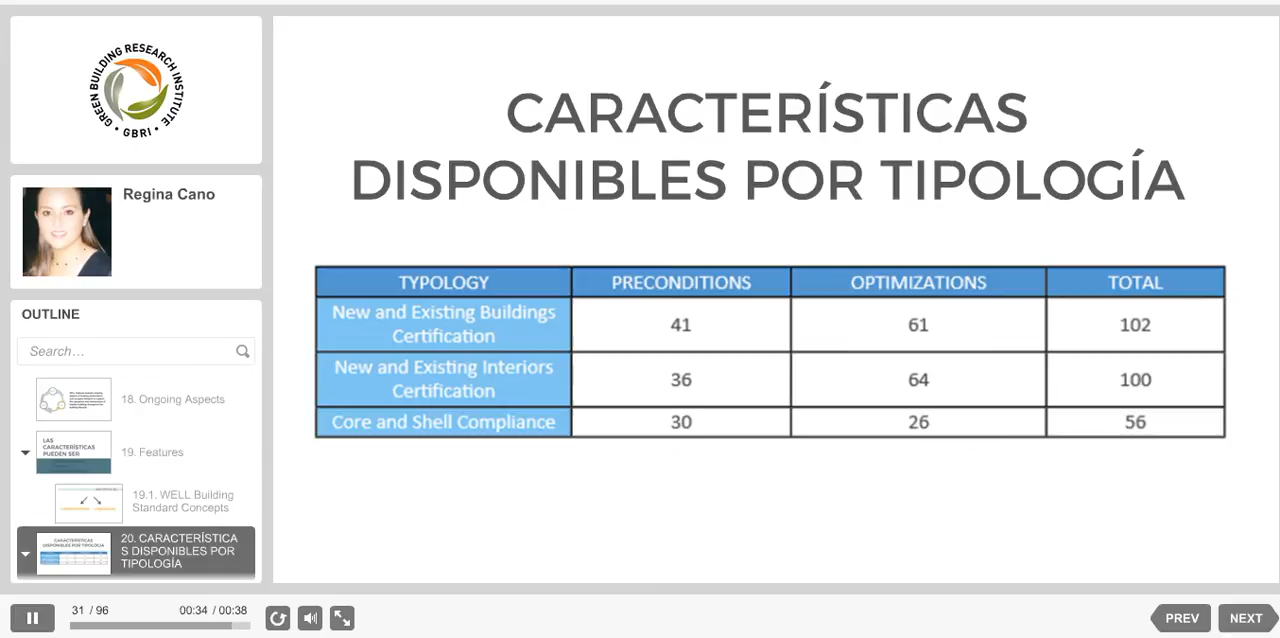 GREEN BUILDING RESEARCH INSTITUTE
• GBRI •
Regina Cano
OUTLINE
Search...
18. Ongoing Aspects
LAS
CARACTERÍSTICAS
PUEDEN SER
19. Features
19.1. WELL Building
Standard Concepts
CARACTERÍSTICAS
DISPONIBLES POR TIPOLOGÍA
20. CARACTERÍSTICA
S DISPONIBLES POR
TIPOLOGÍA
CARACTERÍSTICAS
DISPONIBLES POR TIPOLOGÍA
TYPOLOGY PRECONDITIONS OPTIMIZATIONS TOTAL
New and Existing Buildings
Certification 41 61 102
New and Existing Interiors
Certification 36 64 100
Core and Shell Compliance 30 26 56
31 / 96 00:34 / 00:38
PREV NEXT